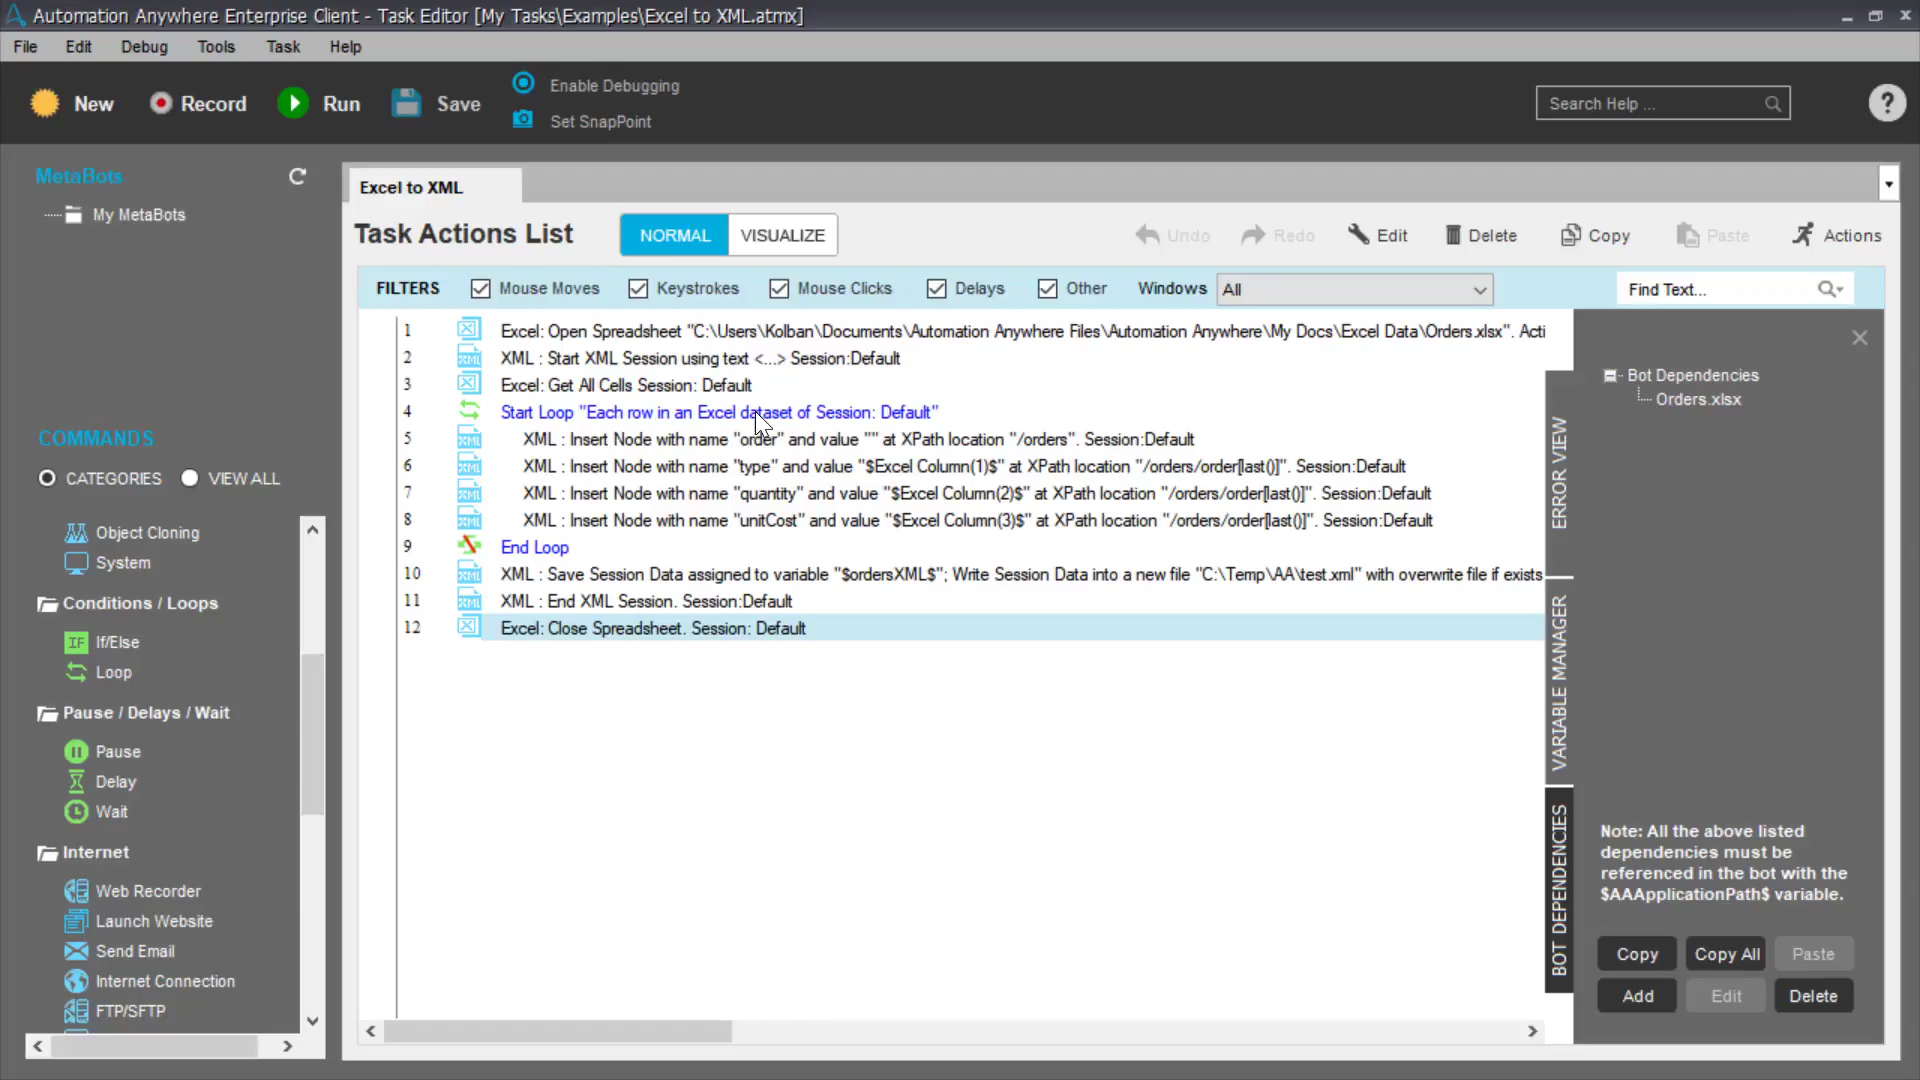 Automation Anywhere Enterprise Client - Task Editor [My Tasks\Examples\Excel to XML.atmx]
File Edit Debug Tools Task Help
New Record Run Save
Enable Debugging
Set SnapPoint
Search Help ...
?
MetaBots
My MetaBots
COMMANDS
CATEGORIES VIEW ALL
Object Cloning
System
Conditions / Loops
IF If/Else
Loop
Pause / Delays / Wait
Pause
Delay
Wait
Internet
Web Recorder
Launch Website
Send Email
Internet Connection
FTP/SFTP
Excel to XML
Task Actions List
NORMAL VISUALIZE
Undo Redo Edit Delete Copy Paste Actions
FILTERS Mouse Moves Keystrokes Mouse Clicks Delays Other Windows All
Find Text...
1 Excel: Open Spreadsheet "C:\Users\Kolban\Documents\Automation Anywhere Files\Automation Anywhere\My Docs\Excel Data\Orders.xlsx". Acti
2 XML : Start XML Session using text <...> Session:Default
3 Excel: Get All Cells Session: Default
4 Start Loop "Each row in an Excel dataset of Session: Default"
5 XML : Insert Node with name "order" and value "" at XPath location "/orders". Session:Default
6 XML : Insert Node with name "type" and value "$Excel Column(1)$" at XPath location "/orders/order[last()]". Session:Default
7 XML : Insert Node with name "quantity" and value "$Excel Column(2)$" at XPath location "/orders/order[last()]". Session:Default
8 XML : Insert Node with name "unitCost" and value "$Excel Column(3)$" at XPath location "/orders/order[last()]". Session:Default
9 End Loop
10 XML : Save Session Data assigned to variable "$ordersXML$"; Write Session Data into a new file "C:\Temp\AA\test.xml" with overwrite file if exists
11 XML : End XML Session. Session:Default
12 Excel: Close Spreadsheet. Session: Default
ERROR VIEW
VARIABLE MANAGER
BOT DEPENDENCIES
Bot Dependencies
Orders.xlsx
Note: All the above listed
dependencies must be
referenced in the bot with the
$AAApplicationPath$ variable.
Copy Copy All Paste
Add Edit Delete